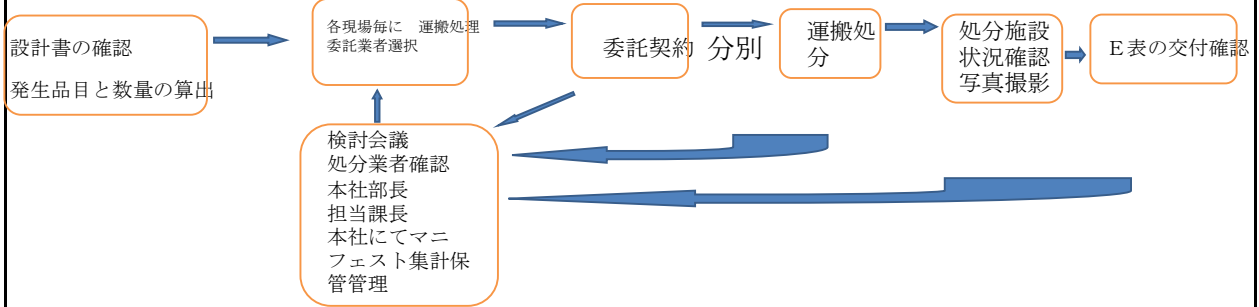 設計書の確認
発生品目と数量の算出
各現場毎に　運搬処理
委託業者選択
委託契約
分別
運搬処
分
処分施設
状況確認
写真撮影
Ｅ表の交付確認
検討会議
処分業者確認
本社部長
担当課長
本社にてマニ
フェスト集計保
管管理